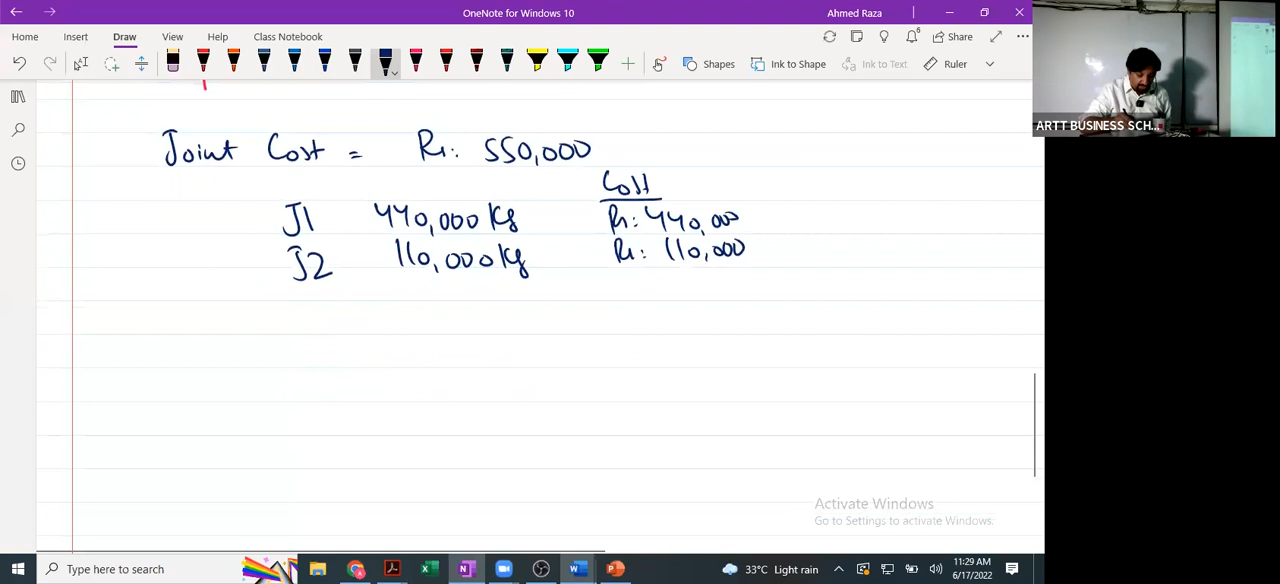 OneNote for Windows 10
Ahmed Raza
Home Insert Draw View Help Class Notebook
Share
Shapes Ink to Shape Ink to Text Ruler
ARTT BUSINESS SCH...
Joint Cost = Rs: 550,000
Cost
J1 440,000 Kg Rs: 440,000
J2 110,000 Kg Rs: 110,000
Activate Windows
Go to Settings to activate Windows.
Type here to search
33°C Light rain
11:29 AM
6/17/2022